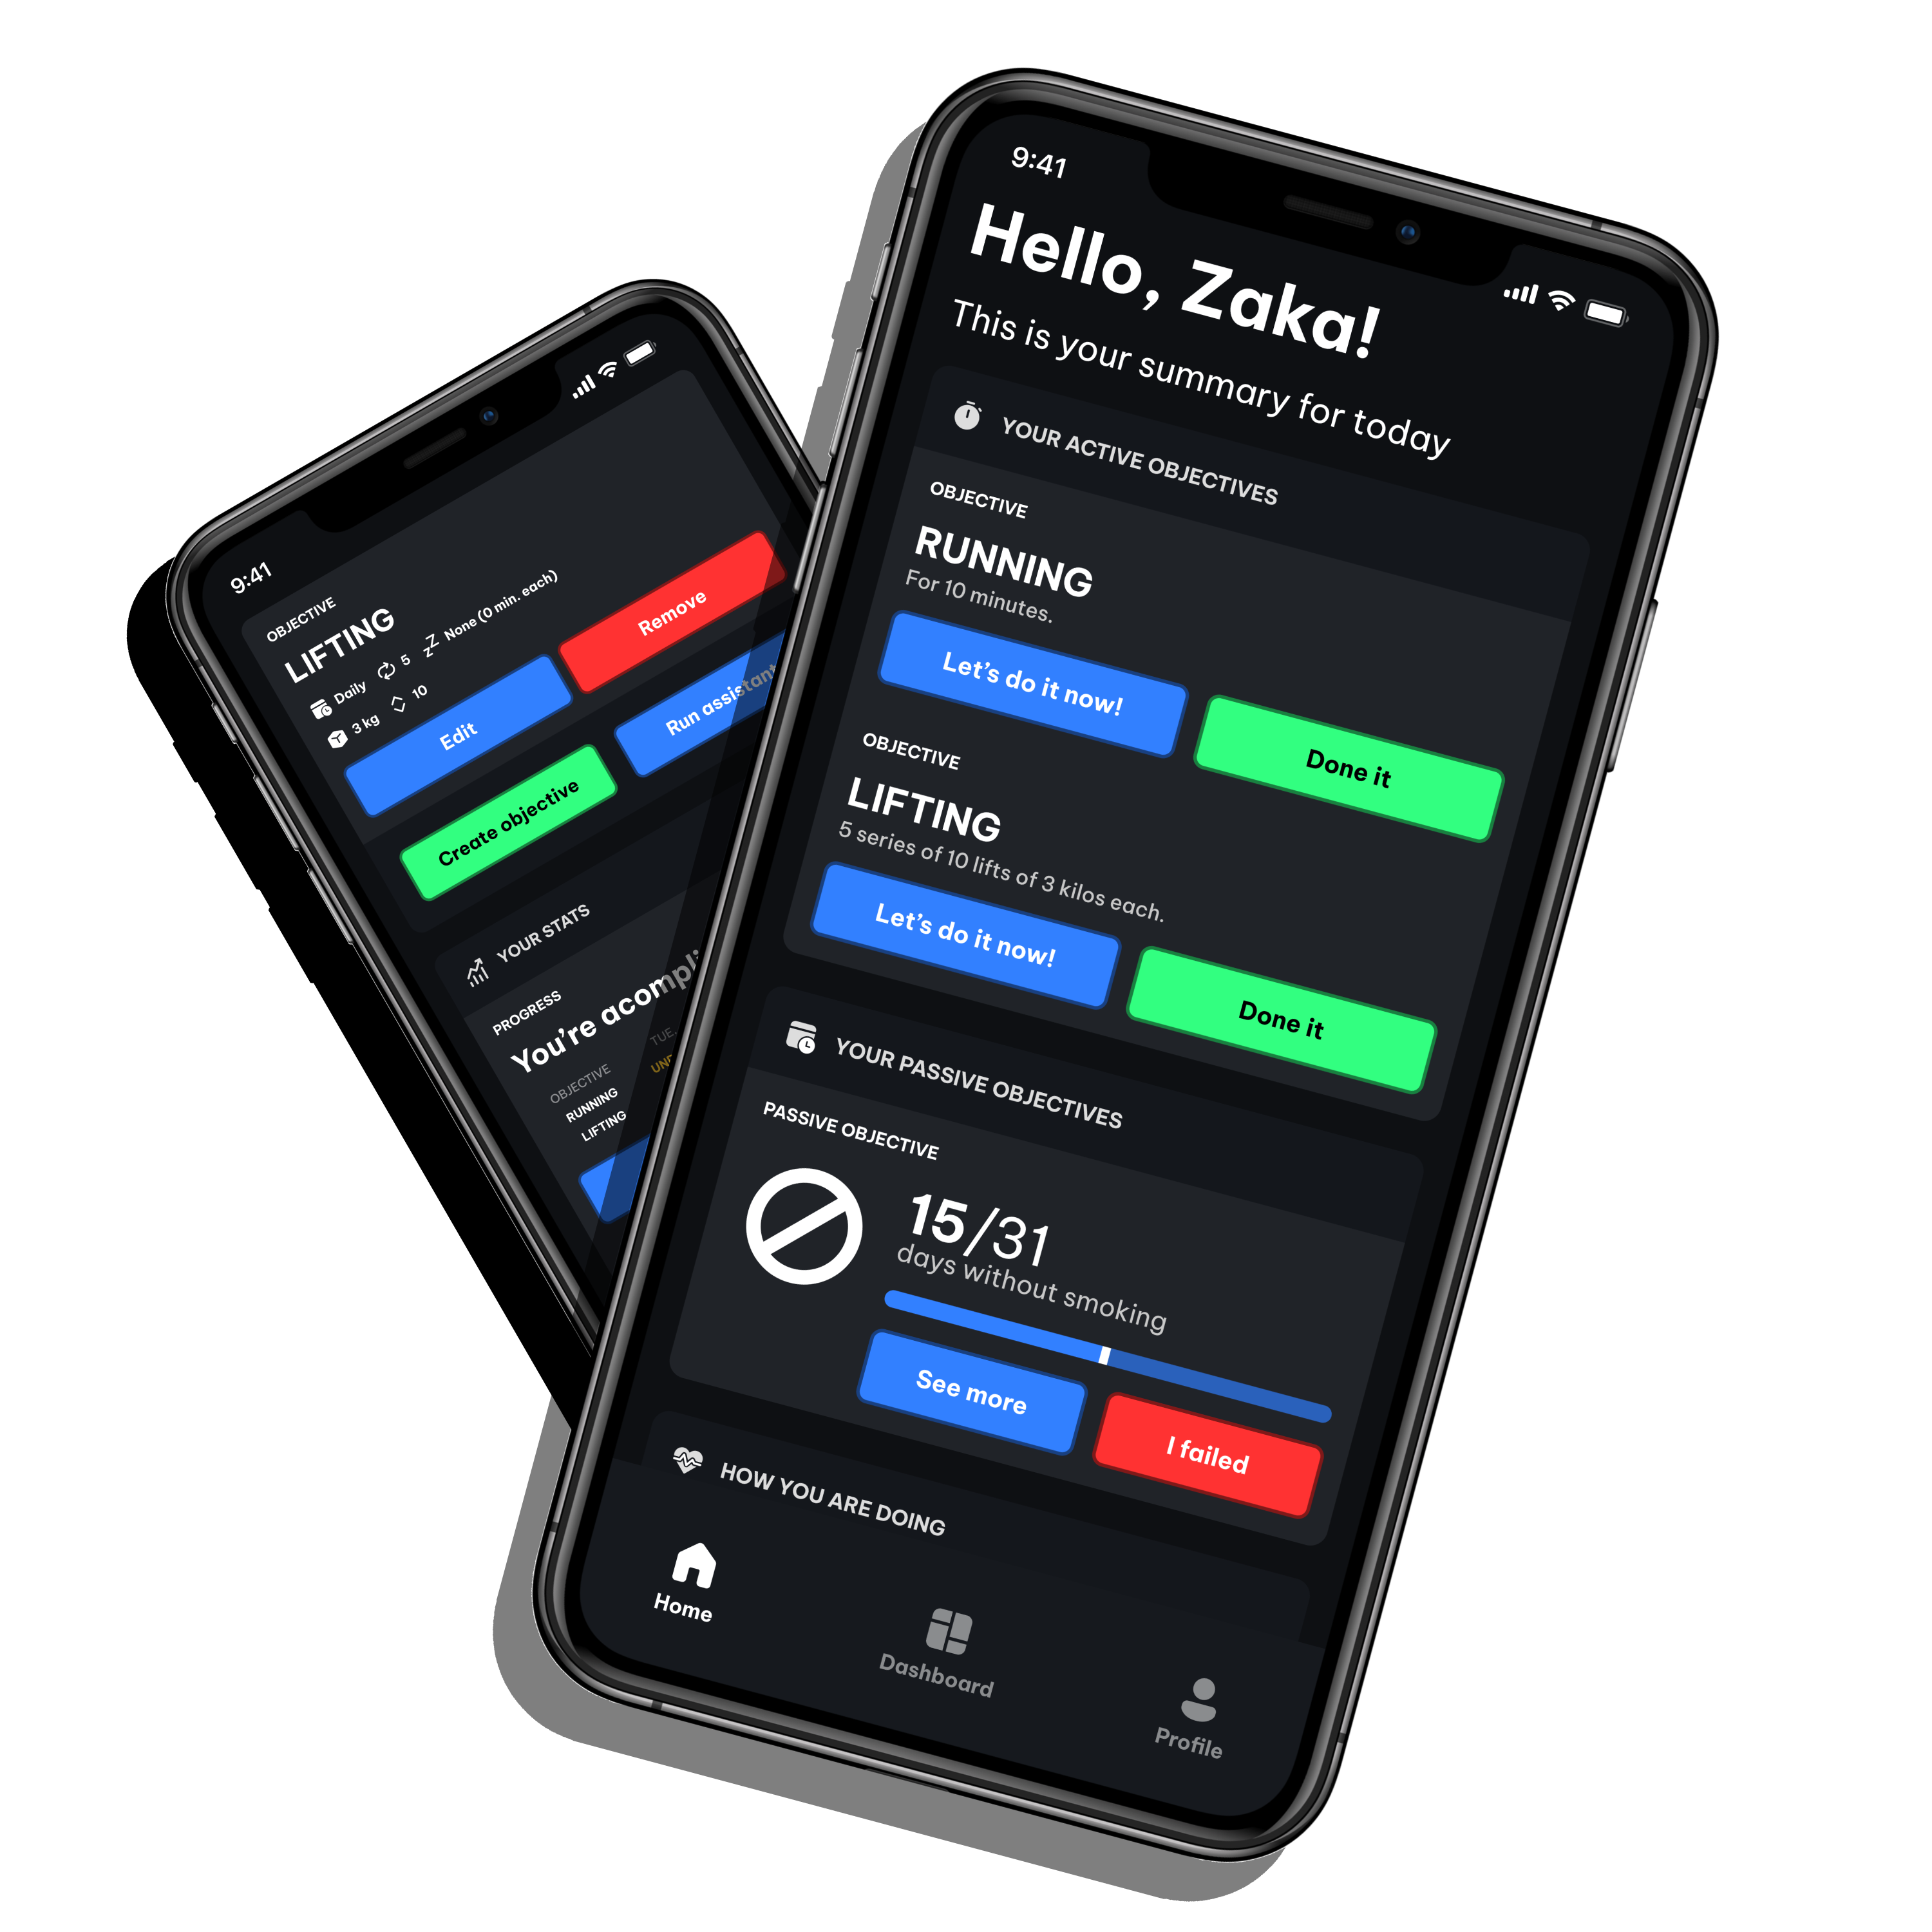 9:41
Hello, Zaka!
This is your summary for today
YOUR ACTIVE OBJECTIVES
OBJECTIVE
RUNNING
For 10 minutes.
Let's do it now!
Done it
OBJECTIVE
LIFTING
5 series of 10 lifts of 3 kilos each.
Let's do it now!
Done it
YOUR PASSIVE OBJECTIVES
PASSIVE OBJECTIVE
15/31
days without smoking
See more
I failed
HOW YOU ARE DOING
Home
Dashboard
Profile
9:41
OBJECTIVE
LIFTING
Daily 5 None (0 min. each)
3 kg 10
Edit
Remove
Create objective
Run assistant
YOUR STATS
PROGRESS
You're acompli
OBJECTIVE TUE.
RUNNING
LIFTING